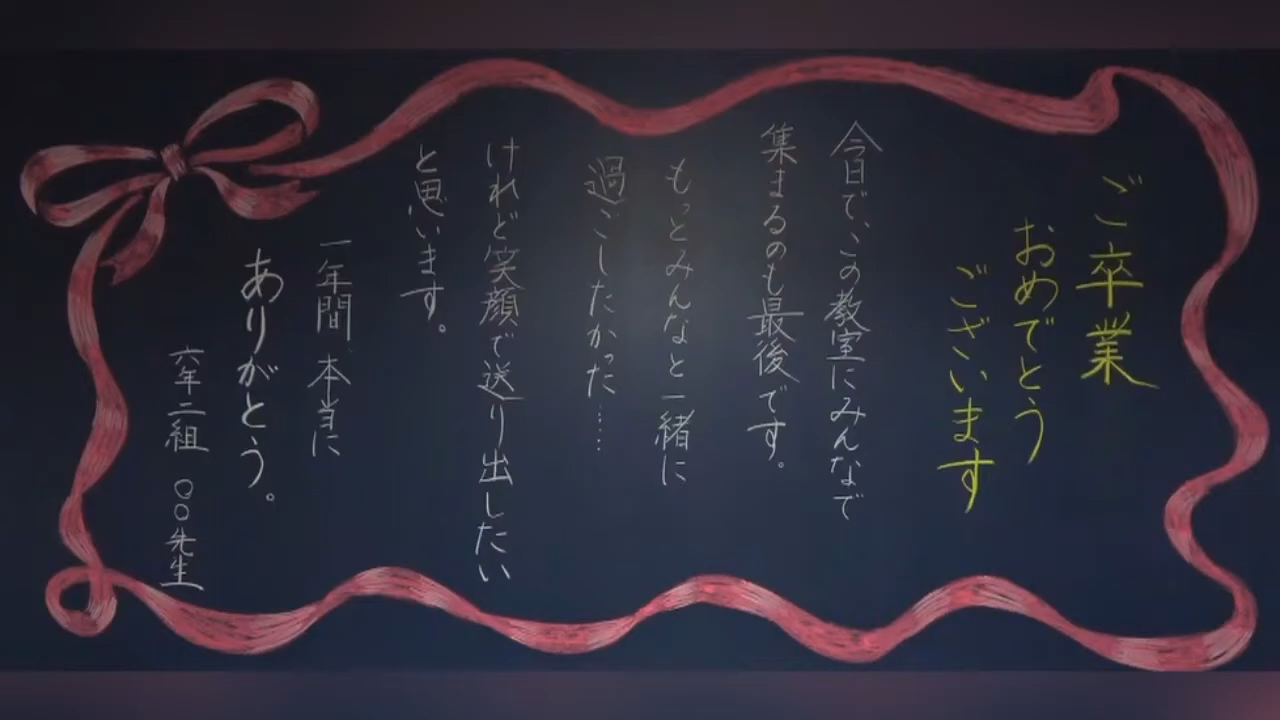 ご卒業
おめでとう
ございます
今日で、この教室にみんなで
集まるのも最後です。
もっとみんなと一緒に
過ごしたかった……
けれど笑顔で送り出したい
と思います。
一年間 本当に
ありがとう。
六年二組 ○○先生